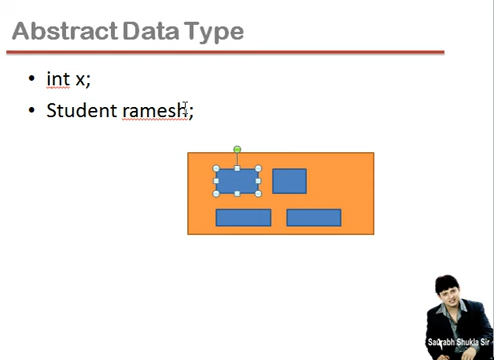 Abstract Data Type
• int x;
• Student ramesh;
Saurabh Shukla Sir